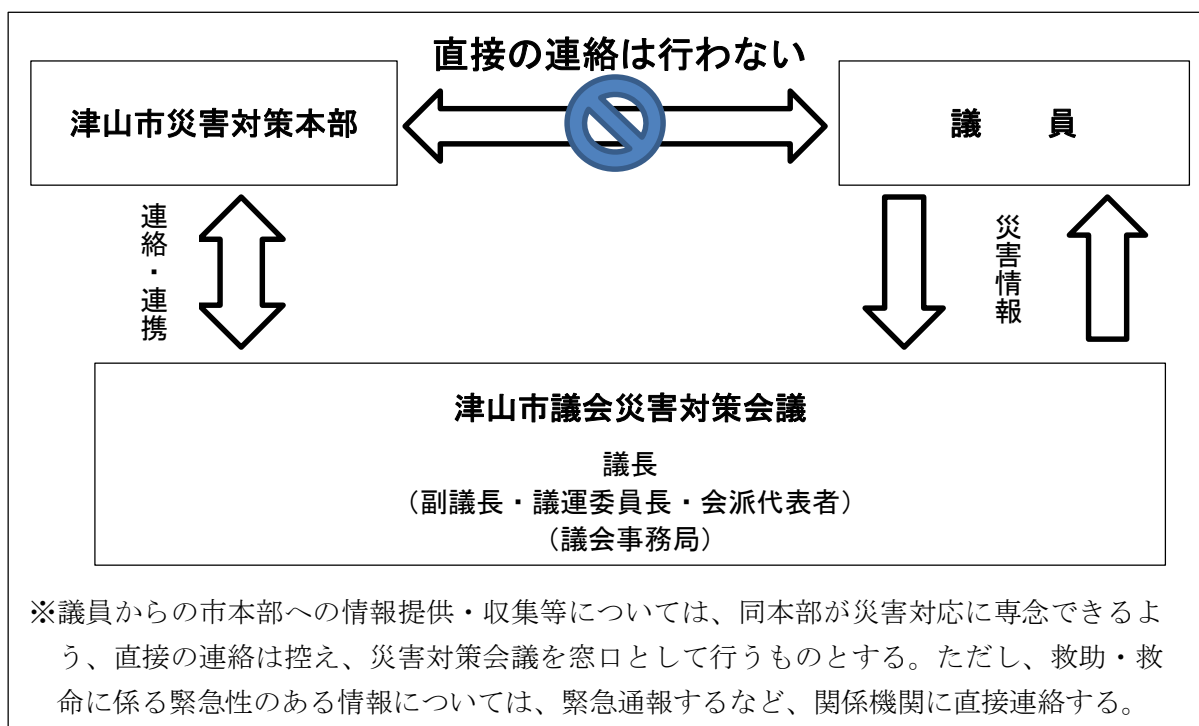 直接の連絡は行わない
津山市災害対策本部
議　　員
連絡・連携
災害情報
津山市議会災害対策会議
議長
（副議長・議運委員長・会派代表者）
（議会事務局）
※議員からの市本部への情報提供・収集等については、同本部が災害対応に専念できるよ
う、直接の連絡は控え、災害対策会議を窓口として行うものとする。ただし、救助・救
命に係る緊急性のある情報については、緊急通報するなど、関係機関に直接連絡する。